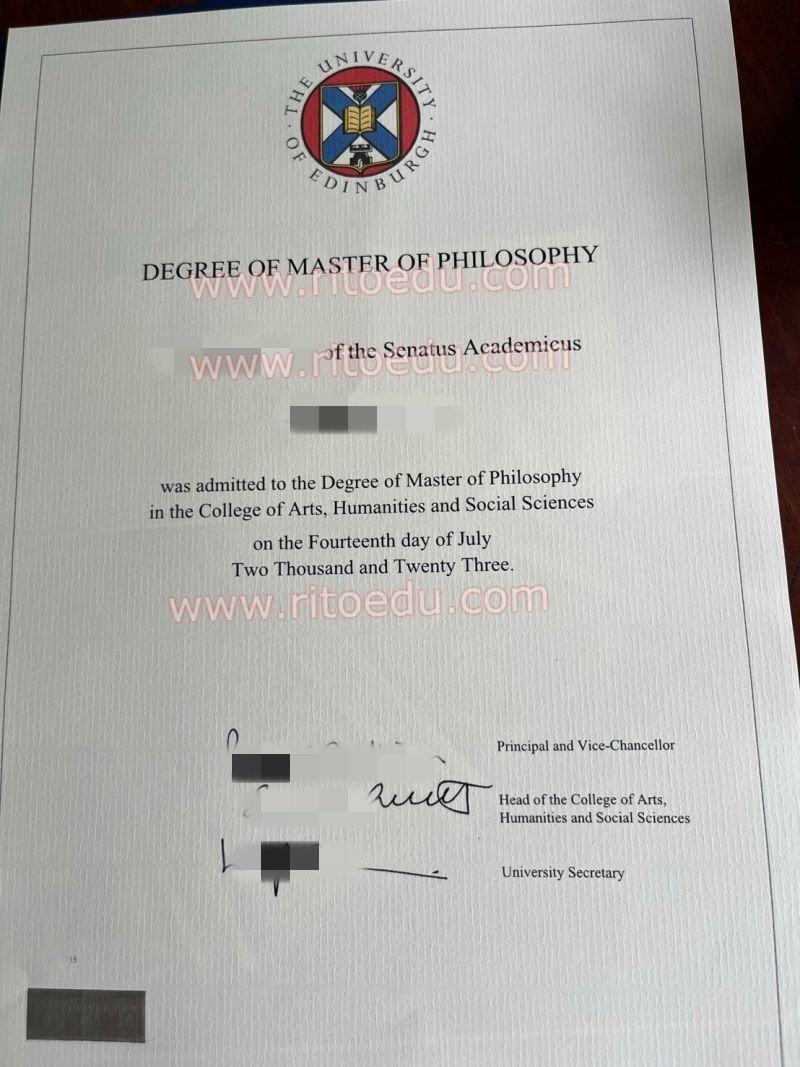 THE UNIVERSITY OF EDINBURGH
DEGREE OF MASTER OF PHILOSOPHY
www.ritoedu.com
of the Senatus Academicus
www.ritoedu.com
was admitted to the Degree of Master of Philosophy
in the College of Arts, Humanities and Social Sciences
on the Fourteenth day of July
Two Thousand and Twenty Three.
www.ritoedu.com
Principal and Vice-Chancellor
Head of the College of Arts,
Humanities and Social Sciences
University Secretary